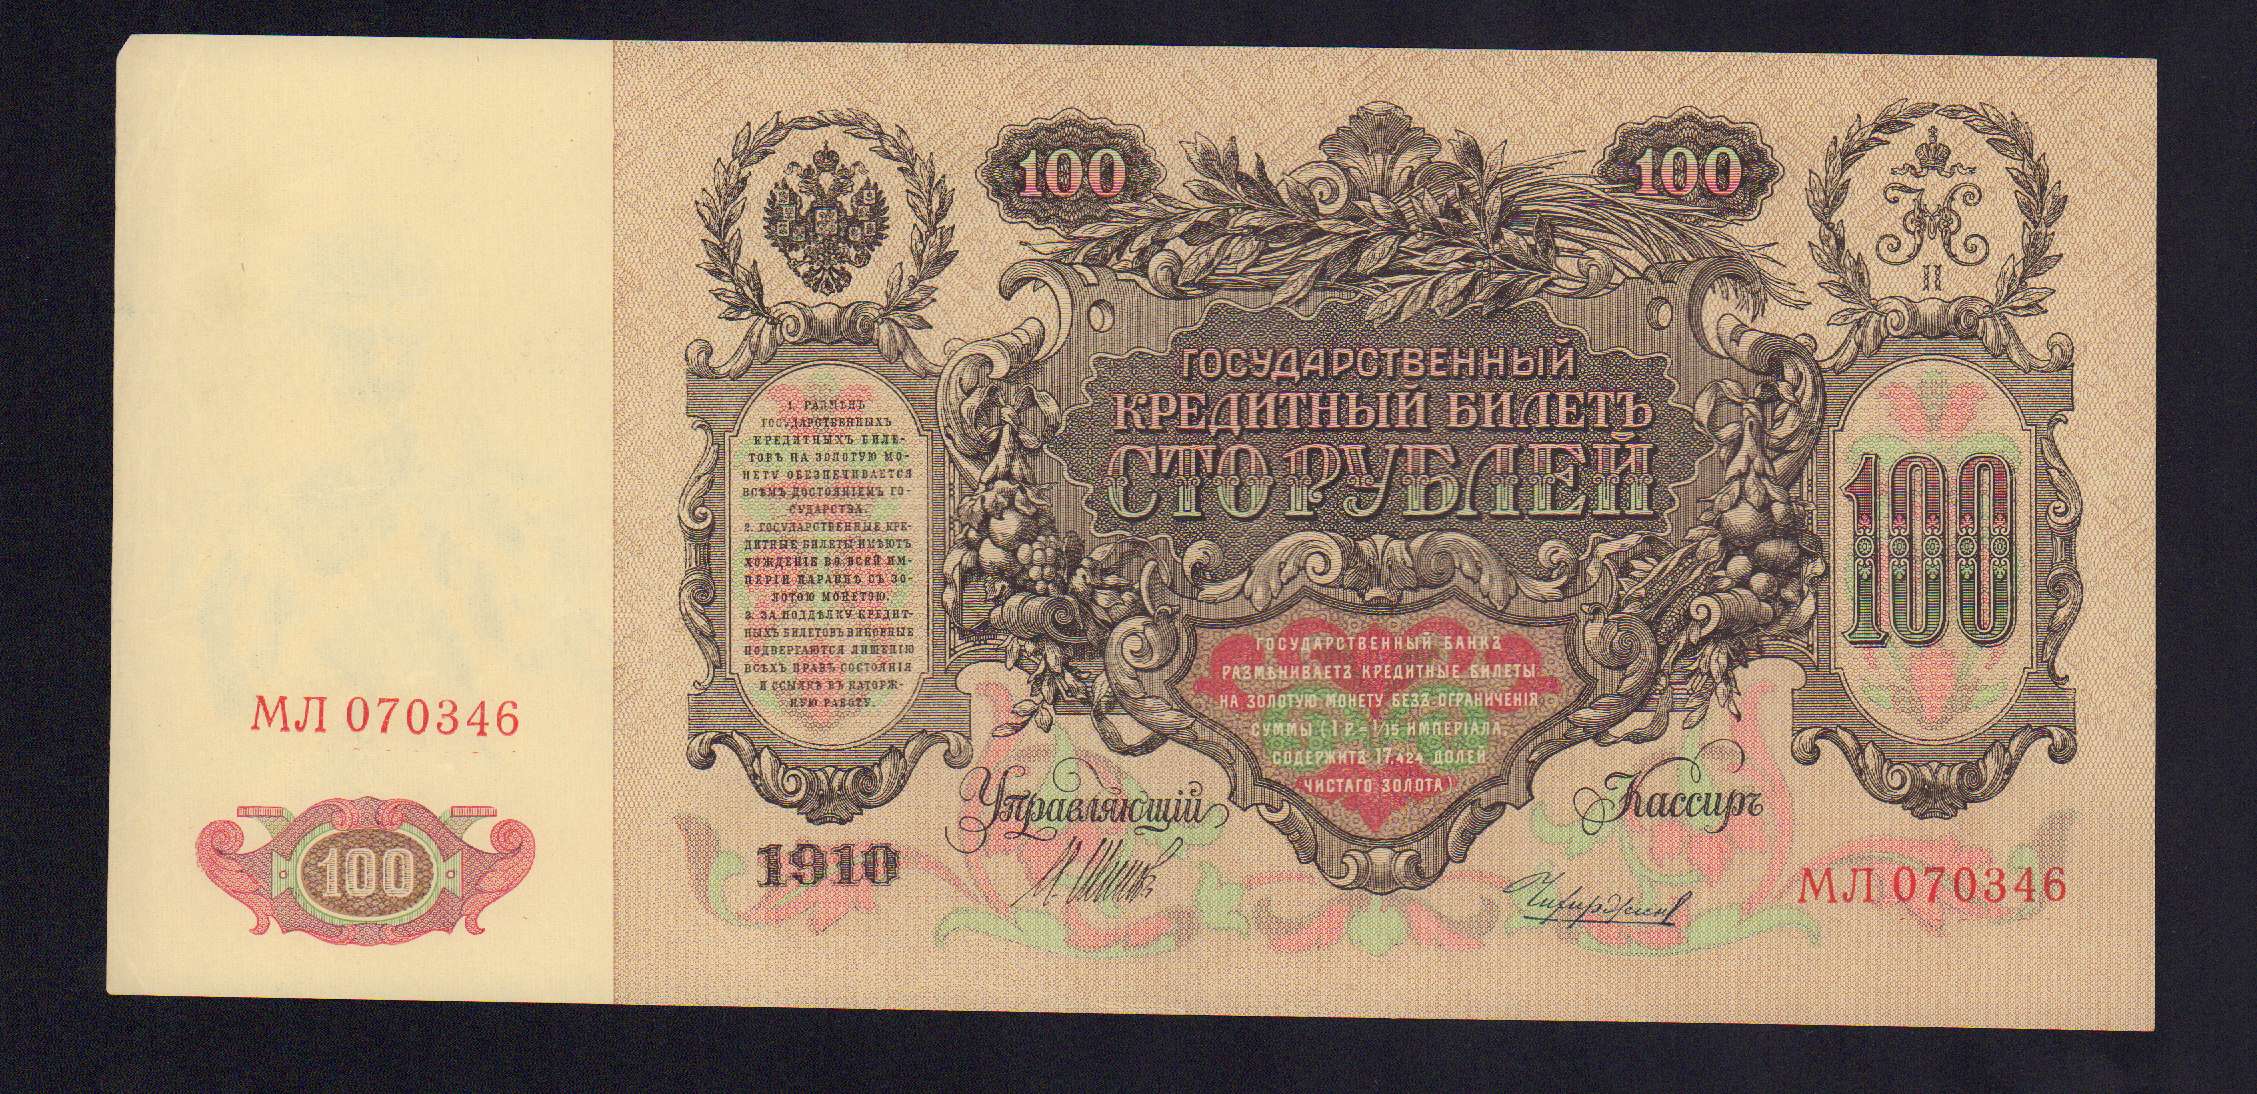 100
100
II
ГОСУДАРСТВЕННЫЙ
КРЕДИТНЫЙ БИЛЕТЪ
СТО РУБЛЕЙ
1. РАЗМѢНЪ
ГОСУДАРСТВЕННЫХЪ
КРЕДИТНЫХЪ БИЛЕ-
ТОВЪ НА ЗОЛОТУЮ МО-
НЕТУ ОБЕЗПЕЧИВАЕТСЯ
ВСѢМЪ ДОСТОЯНІЕМЪ ГО-
СУДАРСТВА.
2. ГОСУДАРСТВЕННЫЕ КРЕ-
ДИТНЫЕ БИЛЕТЫ ИМѢЮТЪ
ХОЖДЕНІЕ ВО ВСЕЙ ИМ-
ПЕРІИ НАРАВНѢ СЪ ЗО-
ЛОТОЮ МОНЕТОЮ.
3. ЗА ПОДДѢЛКУ КРЕДИТ-
НЫХЪ БИЛЕТОВЪ ВИНОВНЫЕ
ПОДВЕРГАЮТСЯ ЛИШЕНІЮ
ВСѢХЪ ПРАВЪ СОСТОЯНІЯ
И ССЫЛКѢ ВЪ КАТОРЖ-
НУЮ РАБОТУ.
100
ГОСУДАРСТВЕННЫЙ БАНКЪ
РАЗМѢНИВАЕТЪ КРЕДИТНЫЕ БИЛЕТЫ
НА ЗОЛОТУЮ МОНЕТУ БЕЗЪ ОГРАНИЧЕНІЯ
СУММЫ (1 Р. = 1/15 ИМПЕРІАЛА,
СОДЕРЖИТЪ 17,424 ДОЛЕЙ
ЧИСТАГО ЗОЛОТА)
МЛ 070346
100
Управляющій
Кассиръ
1910
И. Шипов
МЛ 070346